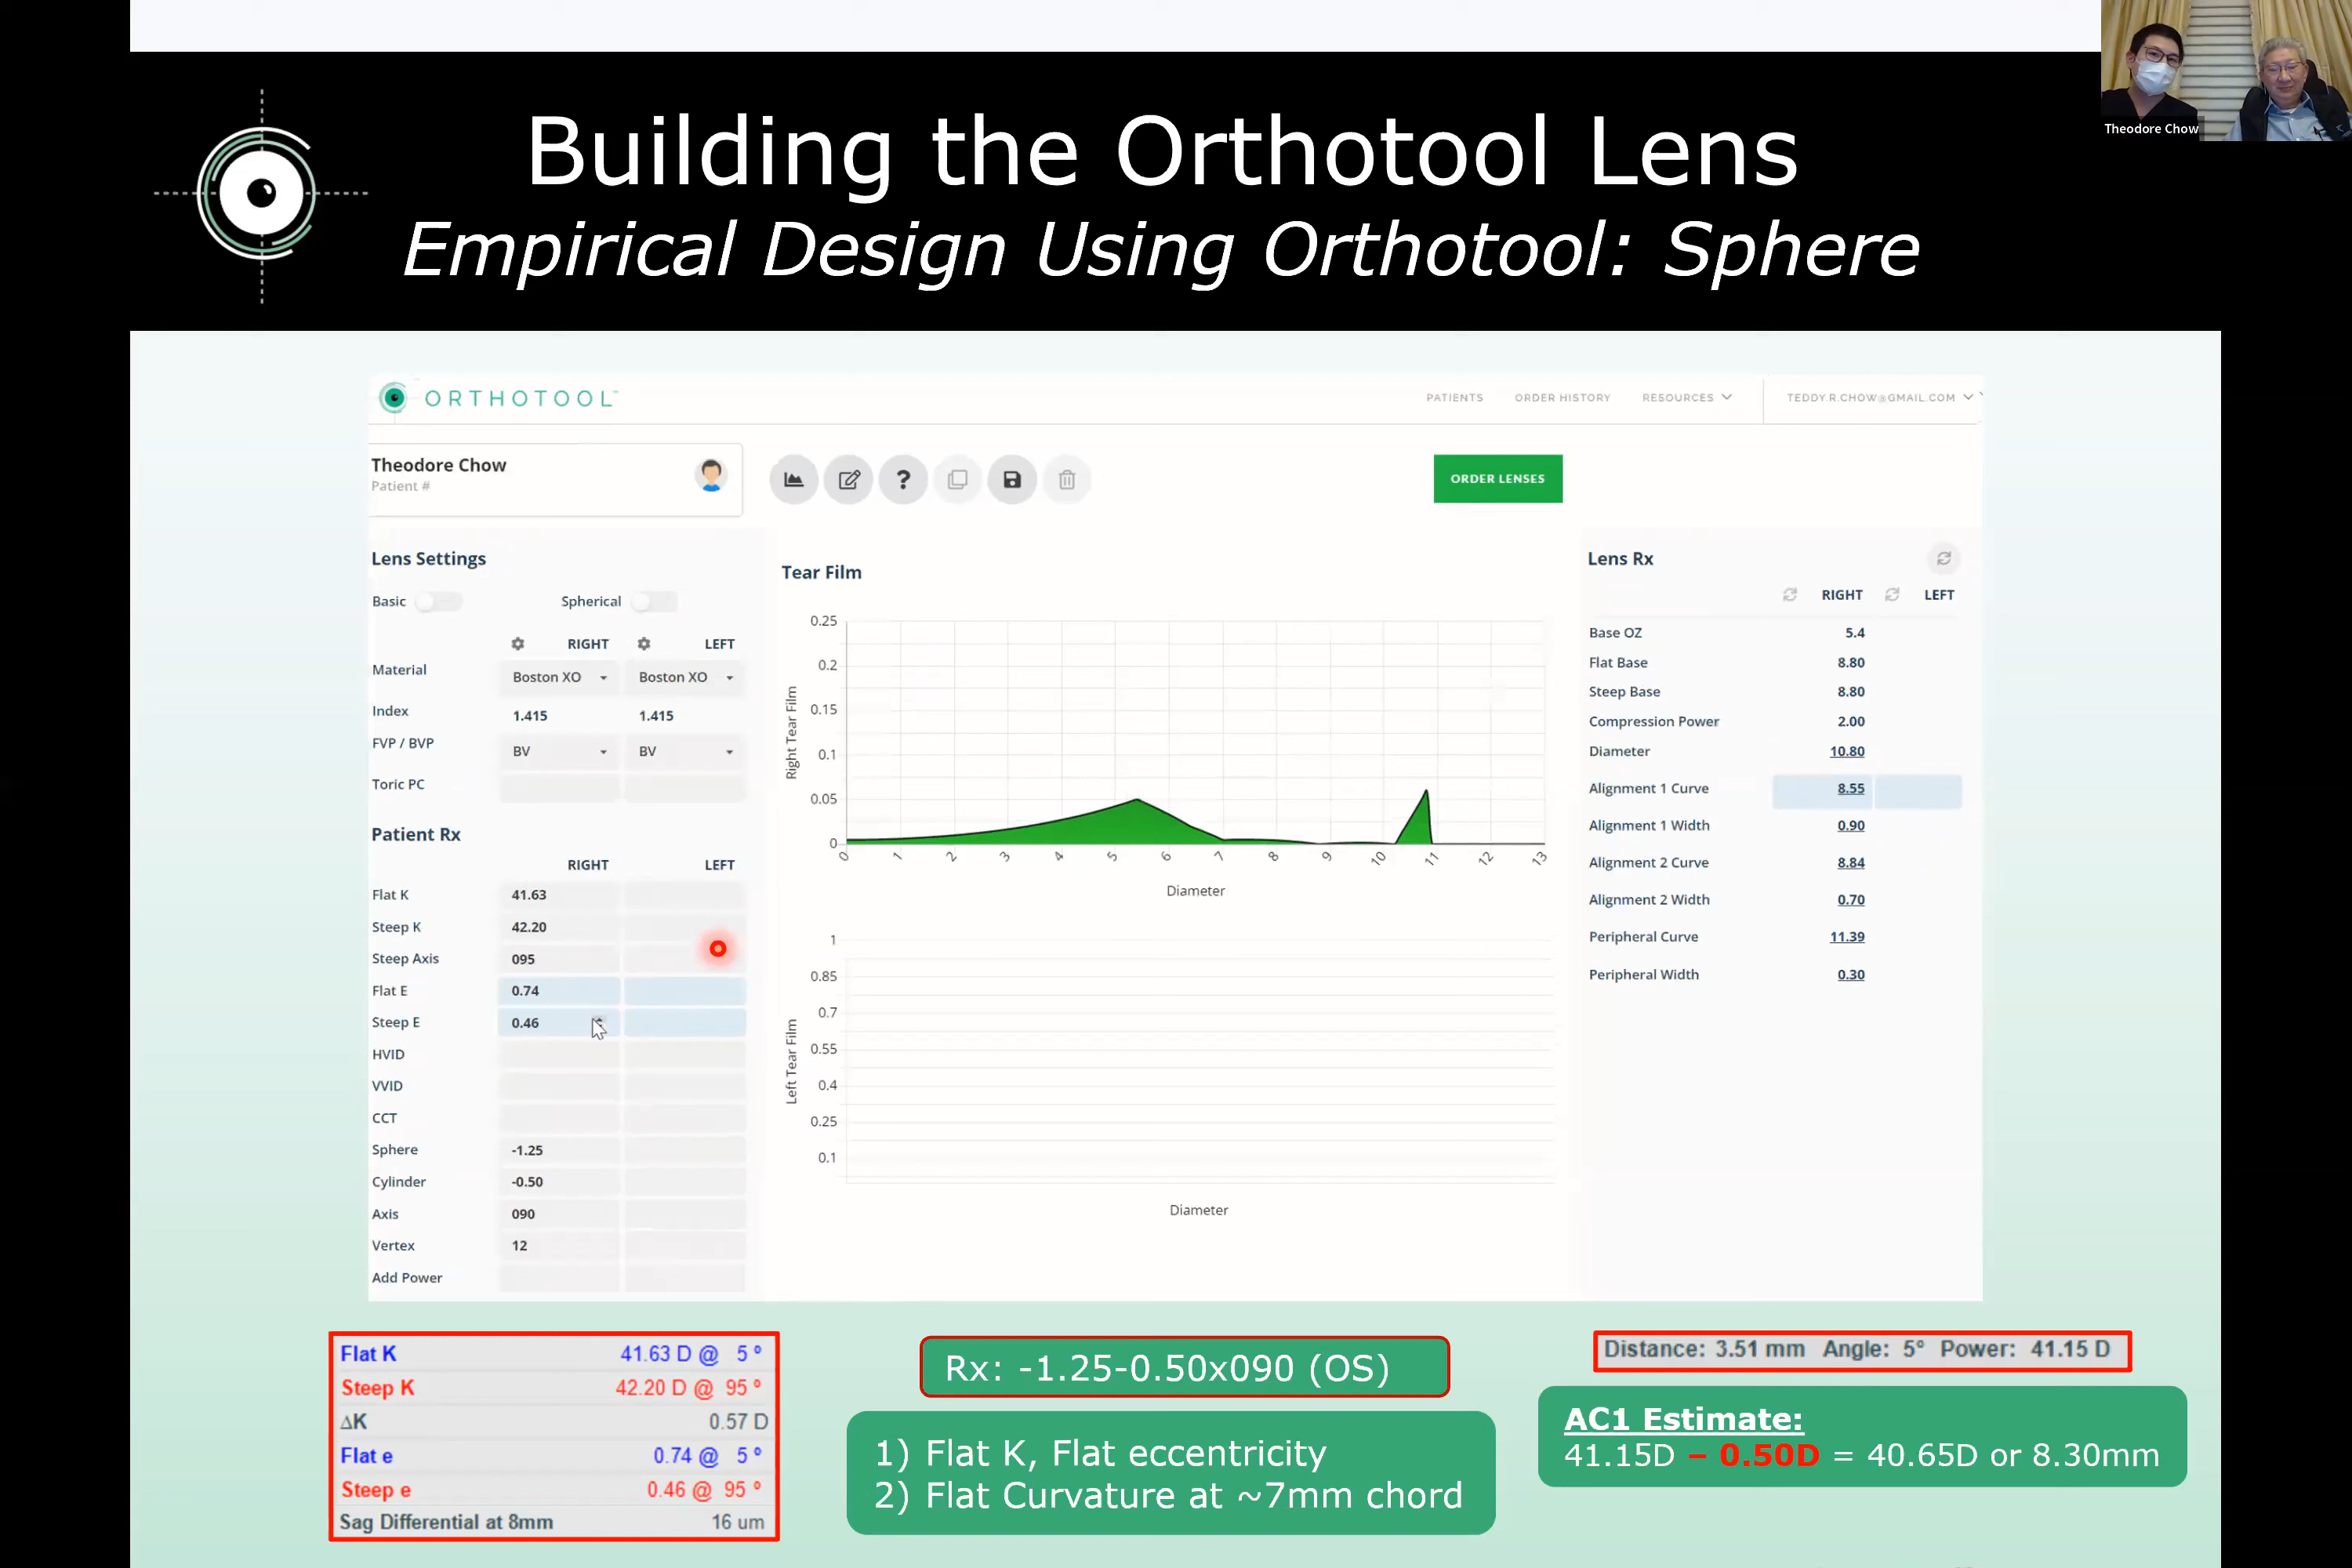 Building the Orthotool Lens
Empirical Design Using Orthotool: Sphere
Theodore Chow
ORTHOTOOL™
PATIENTS ORDER HISTORY RESOURCES TEDDY.R.CHOW@GMAIL.COM
Theodore Chow
Patient #
?
ORDER LENSES
Lens Settings
Basic Spherical
RIGHT LEFT
Material Boston XO Boston XO
Index 1.415 1.415
FVP / BVP BV BV
Toric PC
Patient Rx
RIGHT LEFT
Flat K 41.63
Steep K 42.20
Steep Axis 095
Flat E 0.74
Steep E 0.46
HVID
VVID
CCT
Sphere -1.25
Cylinder -0.50
Axis 090
Vertex 12
Add Power
Tear Film
Right Tear Film
0.25
0.2
0.15
0.1
0.05
0
0 1 2 3 4 5 6 7 8 9 10 11 12 13
Diameter
Left Tear Film
1
0.85
0.7
0.55
0.4
0.25
0.1
Diameter
Lens Rx
RIGHT LEFT
Base OZ 5.4
Flat Base 8.80
Steep Base 8.80
Compression Power 2.00
Diameter 10.80
Alignment 1 Curve 8.55
Alignment 1 Width 0.90
Alignment 2 Curve 8.84
Alignment 2 Width 0.70
Peripheral Curve 11.39
Peripheral Width 0.30
Flat K 41.63 D @ 5 º
Steep K 42.20 D @ 95 º
ΔK 0.57 D
Flat e 0.74 @ 5 º
Steep e 0.46 @ 95 º
Sag Differential at 8mm 16 um
Rx: -1.25-0.50x090 (OS)
1) Flat K, Flat eccentricity
2) Flat Curvature at ~7mm chord
Distance: 3.51 mm Angle: 5° Power: 41.15 D
AC1 Estimate:
41.15D – 0.50D = 40.65D or 8.30mm